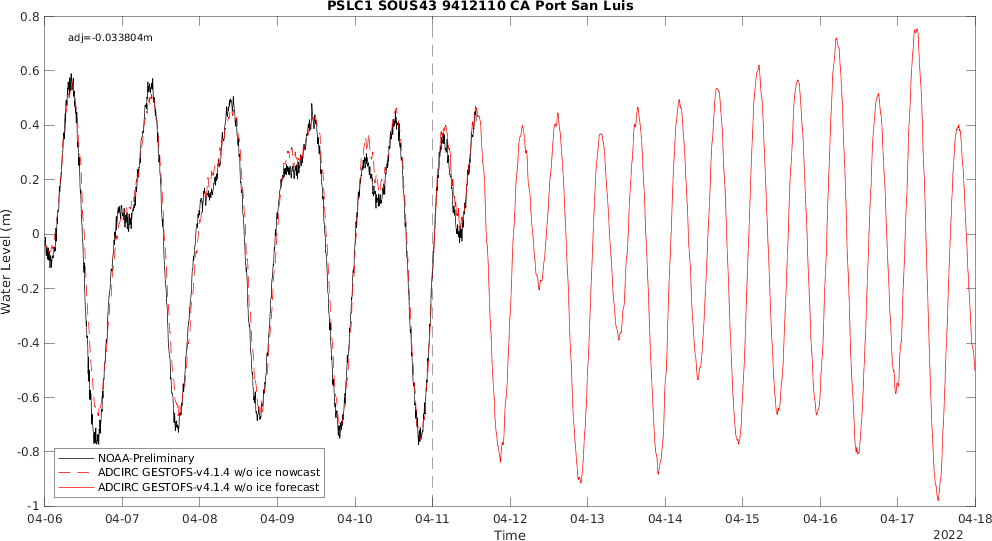 PSLC1 SOUS43 9412110 CA Port San Luis
adj=-0.033804m
0.8
0.6
0.4
0.2
0
-0.2
-0.4
-0.6
-0.8
-1
Water Level (m)
NOAA-Preliminary
ADCIRC GESTOFS-v4.1.4 w/o ice nowcast
ADCIRC GESTOFS-v4.1.4 w/o ice forecast
04-06 04-07 04-08 04-09 04-10 04-11 04-12 04-13 04-14 04-15 04-16 04-17 04-18
Time
2022